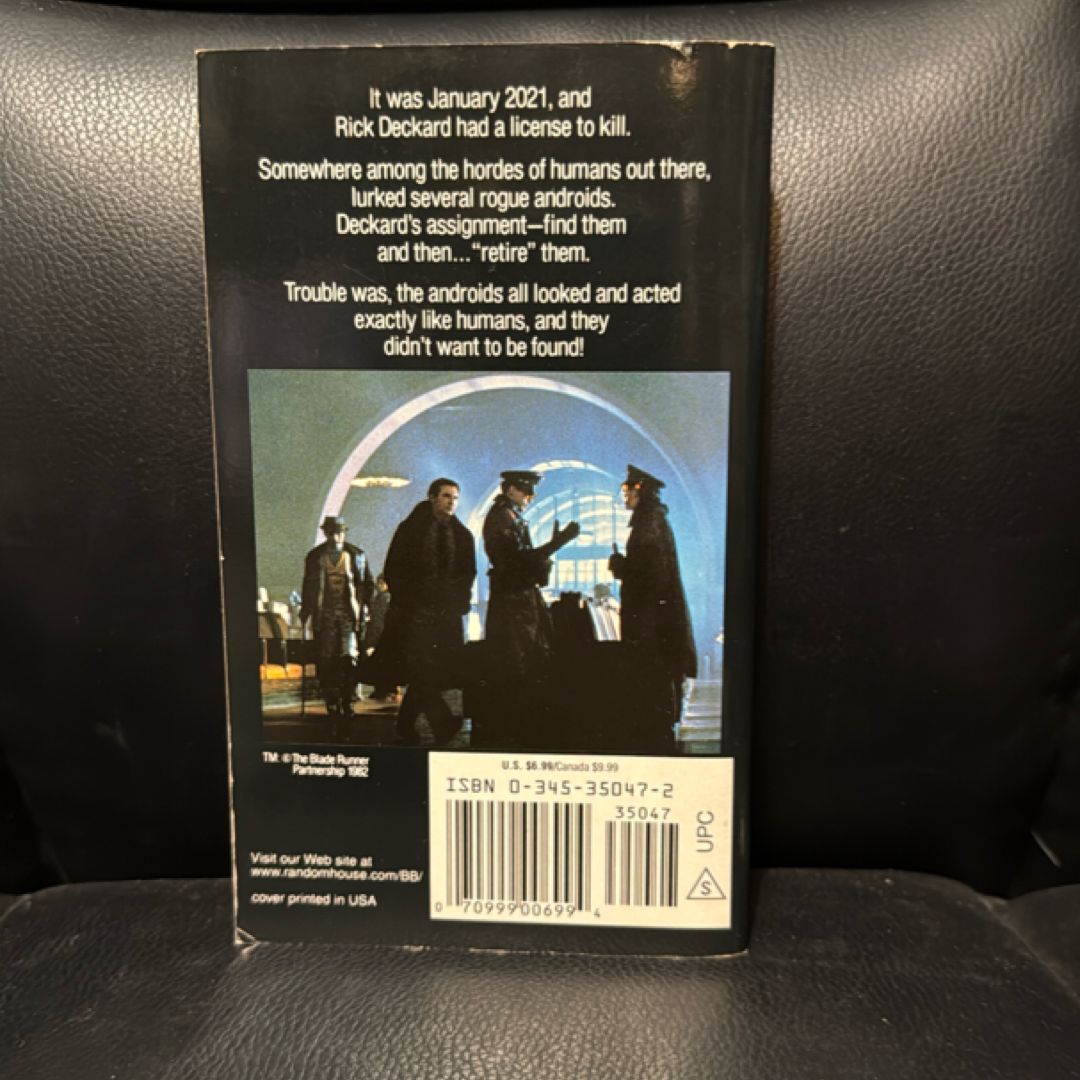 It was January 2021, and
Rick Deckard had a license to kill.
Somewhere among the hordes of humans out there,
lurked several rogue androids.
Deckard's assignment—find them
and then..."retire" them.
Trouble was, the androids all looked and acted
exactly like humans, and they
didn't want to be found!
TM: © The Blade Runner
Partnership 1982
U.S. $6.99/Canada $9.99
ISBN 0-345-35047-2
35047
UPC
S
0 70999 00699 4
Visit our Web site at
www.randomhouse.com/BB/
cover printed in USA